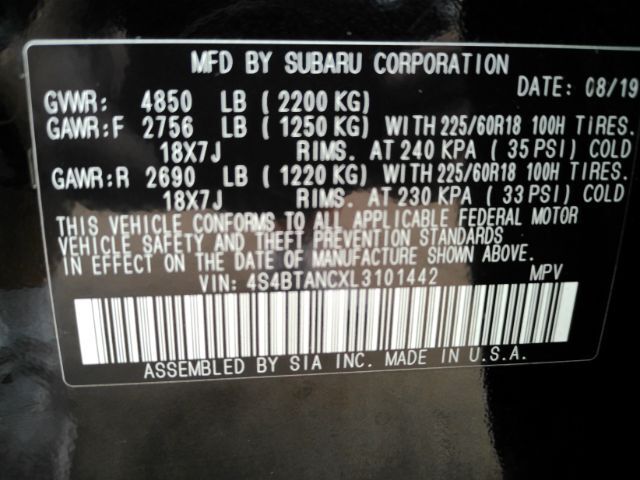 MFD BY SUBARU CORPORATION
DATE: 08/19
GVWR: 4850 LB (2200 KG)
GAWR:F 2756 LB (1250 KG) WITH 225/60R18 100H TIRES.
18X7J RIMS. AT 240 KPA (35 PSI) COLD
GAWR:R 2690 LB (1220 KG) WITH 225/60R18 100H TIRES.
18X7J RIMS. AT 230 KPA (33 PSI) COLD
THIS VEHICLE CONFORMS TO ALL APPLICABLE FEDERAL MOTOR
VEHICLE SAFETY AND THEFT PREVENTION STANDARDS
IN EFFECT ON THE DATE OF MANUFACTURE SHOWN ABOVE.
VIN: 4S4BTANCXL3101442 MPV
ASSEMBLED BY SIA INC. MADE IN U.S.A.